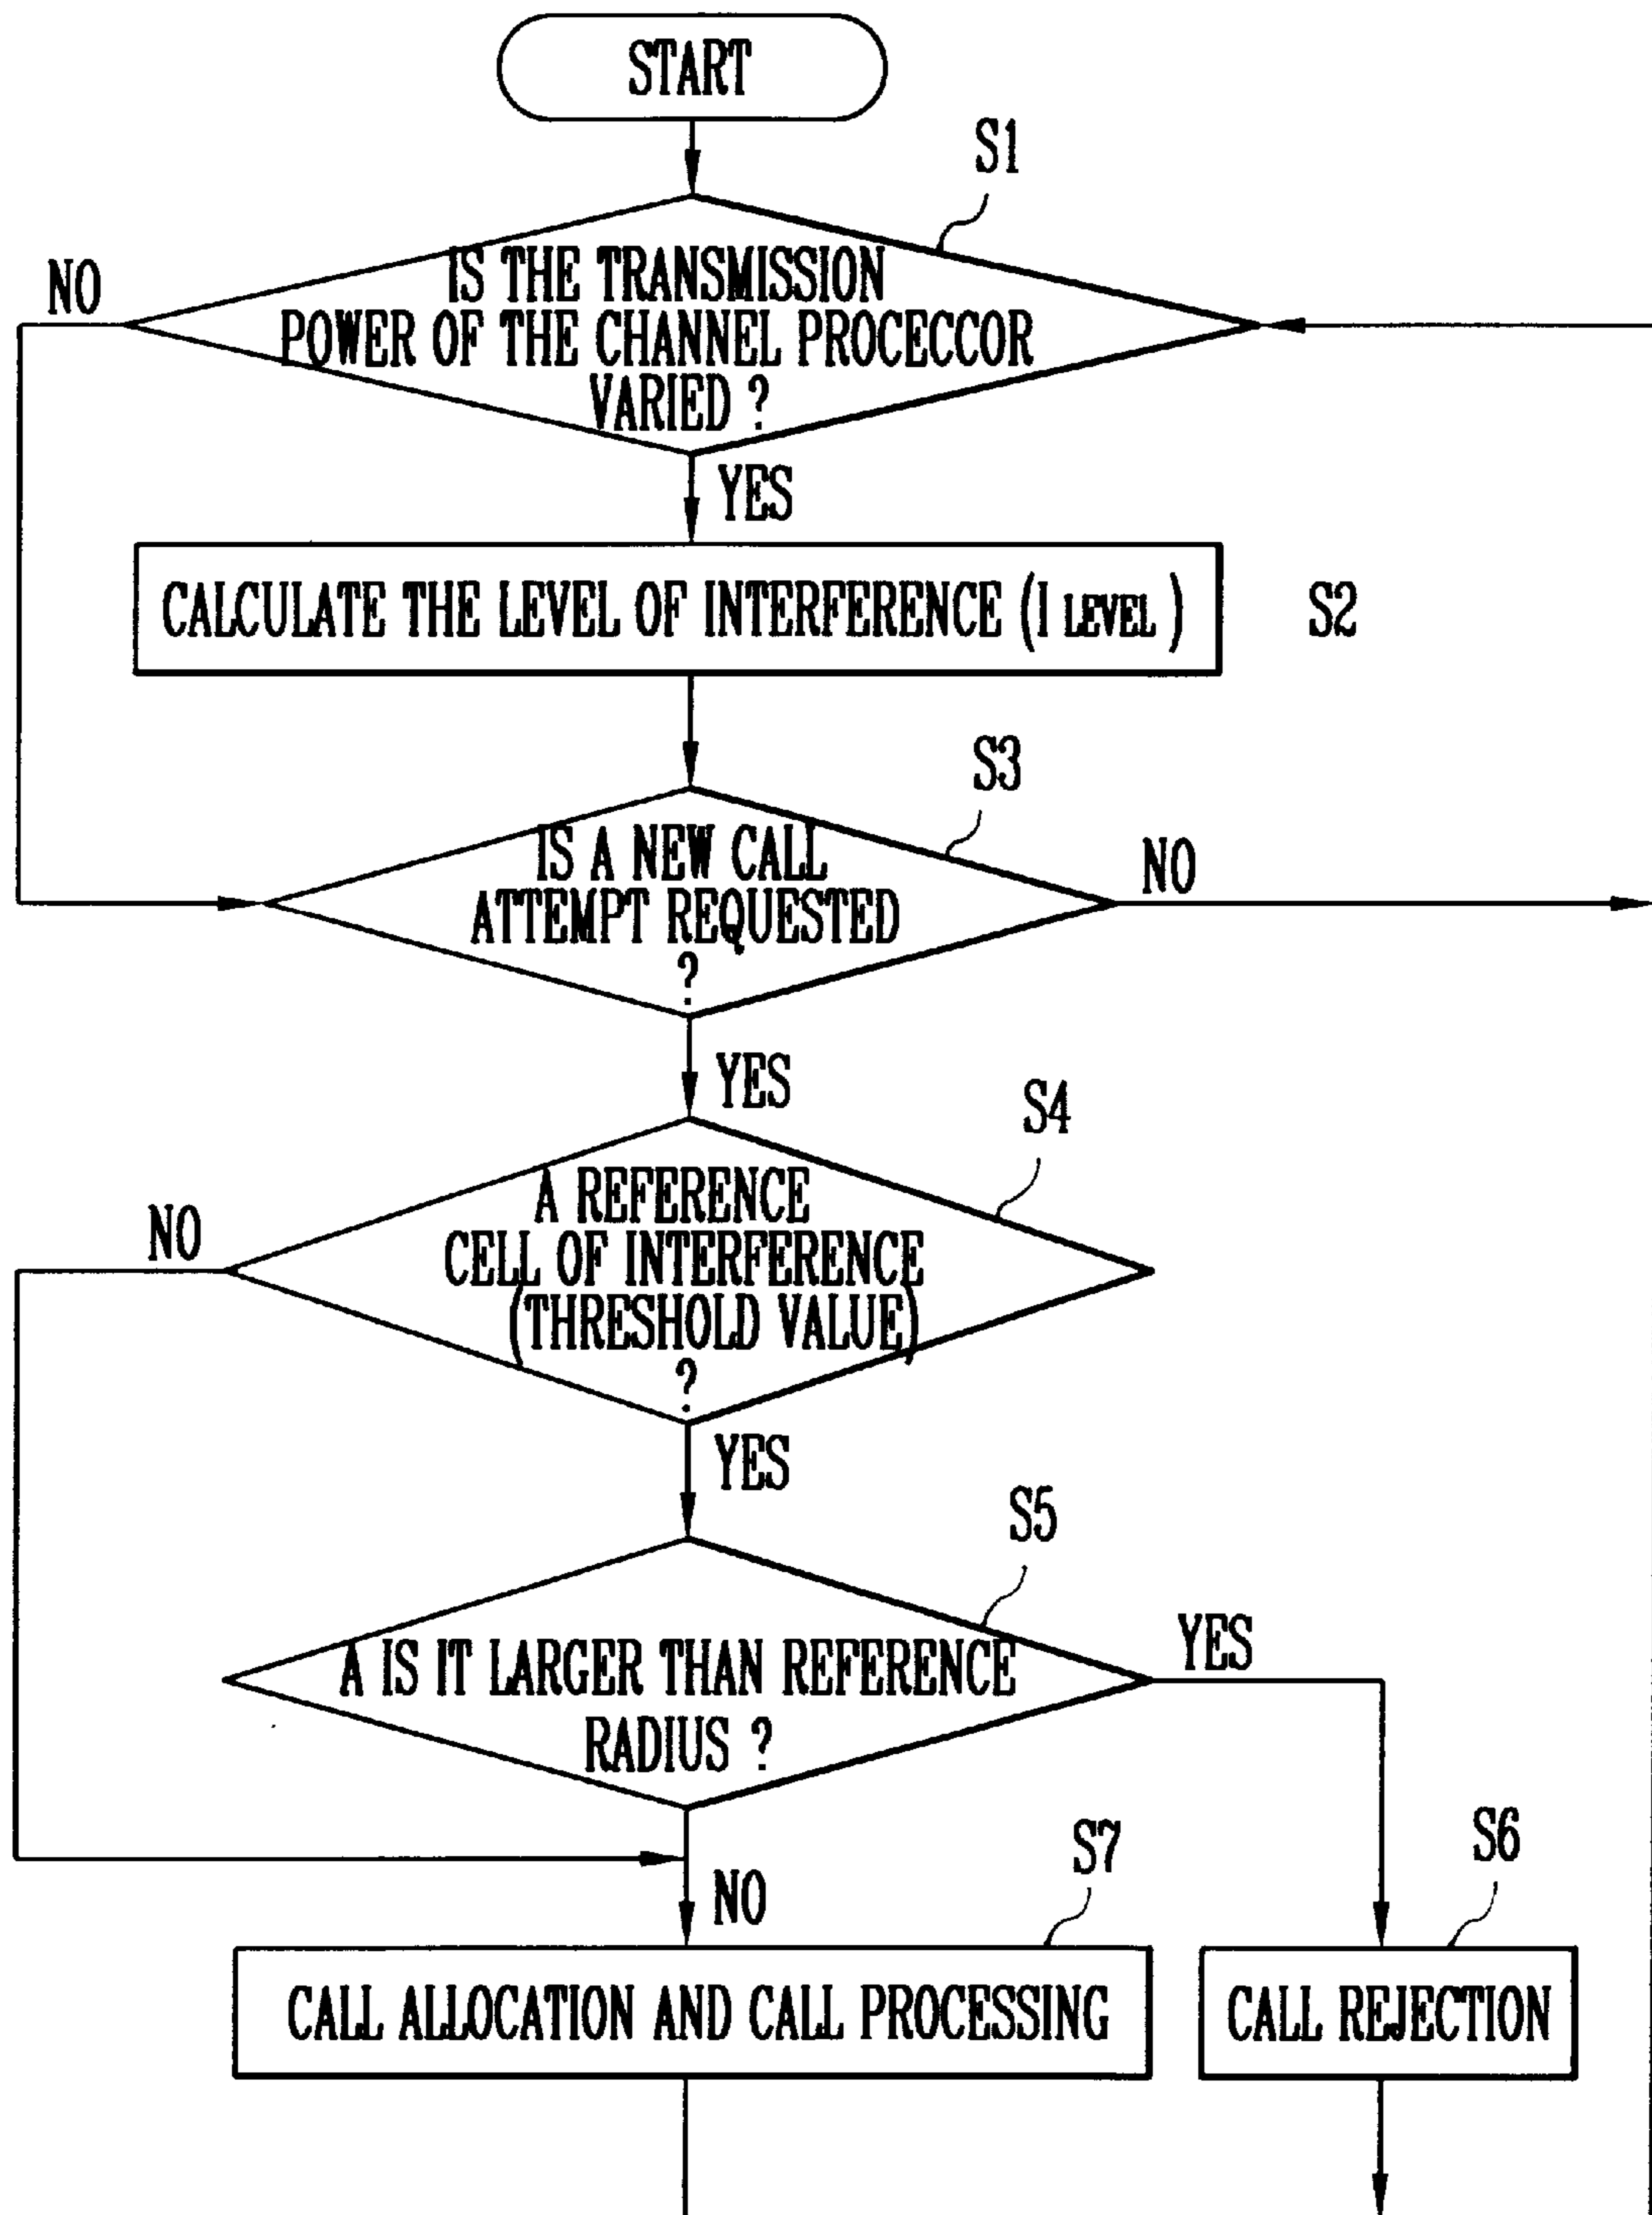 START
S1
NO
IS THE TRANSMISSION
POWER OF THE CHANNEL PROCECCOR
VARIED ?
YES
CALCULATE THE LEVEL OF INTERFERENCE (I LEVEL)
S2
S3
IS A NEW CALL
ATTEMPT REQUESTED
?
NO
YES
S4
NO
A REFERENCE
CELL OF INTERFERENCE
(THRESHOLD VALUE)
?
YES
S5
YES
A IS IT LARGER THAN REFERENCE
RADIUS ?
S7
S6
NO
CALL ALLOCATION AND CALL PROCESSING
CALL REJECTION